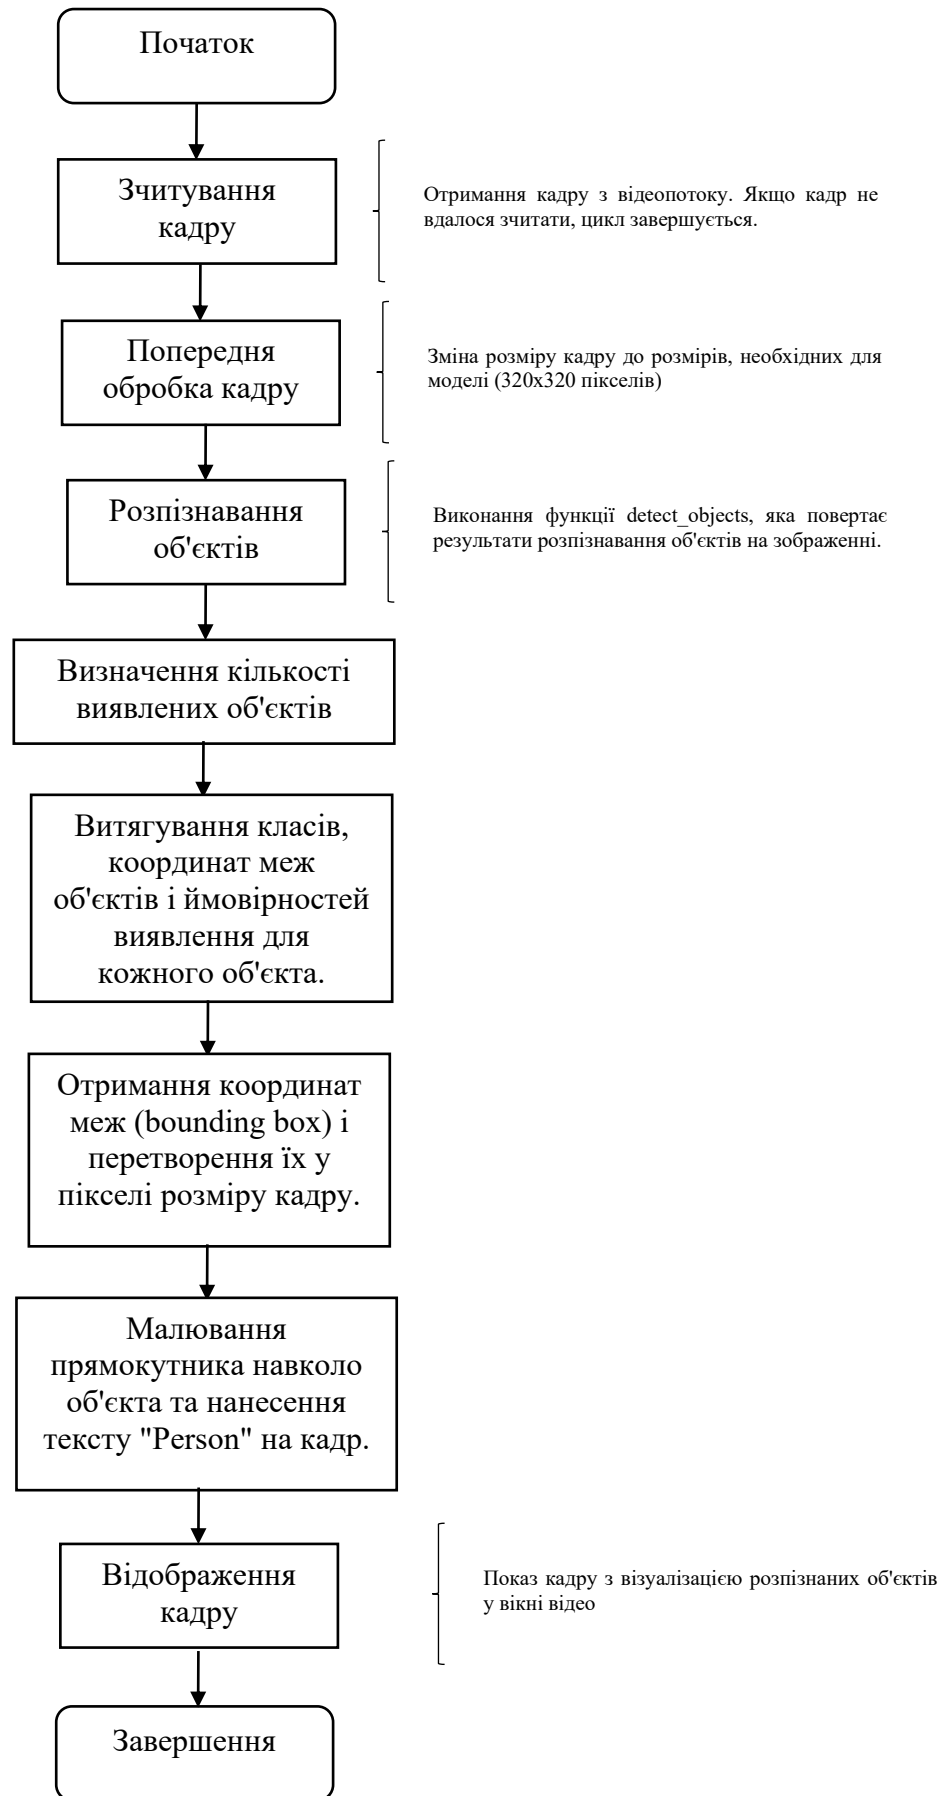 Початок
Зчитування
кадру
Отримання кадру з відеопотоку. Якщо кадр не
вдалося зчитати, цикл завершується.
Попередня
обробка кадру
Зміна розміру кадру до розмірів, необхідних для
моделі (320x320 пікселів)
Розпізнавання
об'єктів
Виконання функції detect_objects, яка повертає
результати розпізнавання об'єктів на зображенні.
Визначення кількості
виявлених об'єктів
Витягування класів,
координат меж
об'єктів і ймовірностей
виявлення для
кожного об'єкта.
Отримання координат
меж (bounding box) і
перетворення їх у
пікселі розміру кадру.
Малювання
прямокутника навколо
об'єкта та нанесення
тексту "Person" на кадр.
Відображення
кадру
Показ кадру з візуалізацією розпізнаних об'єктів
у вікні відео
Завершення